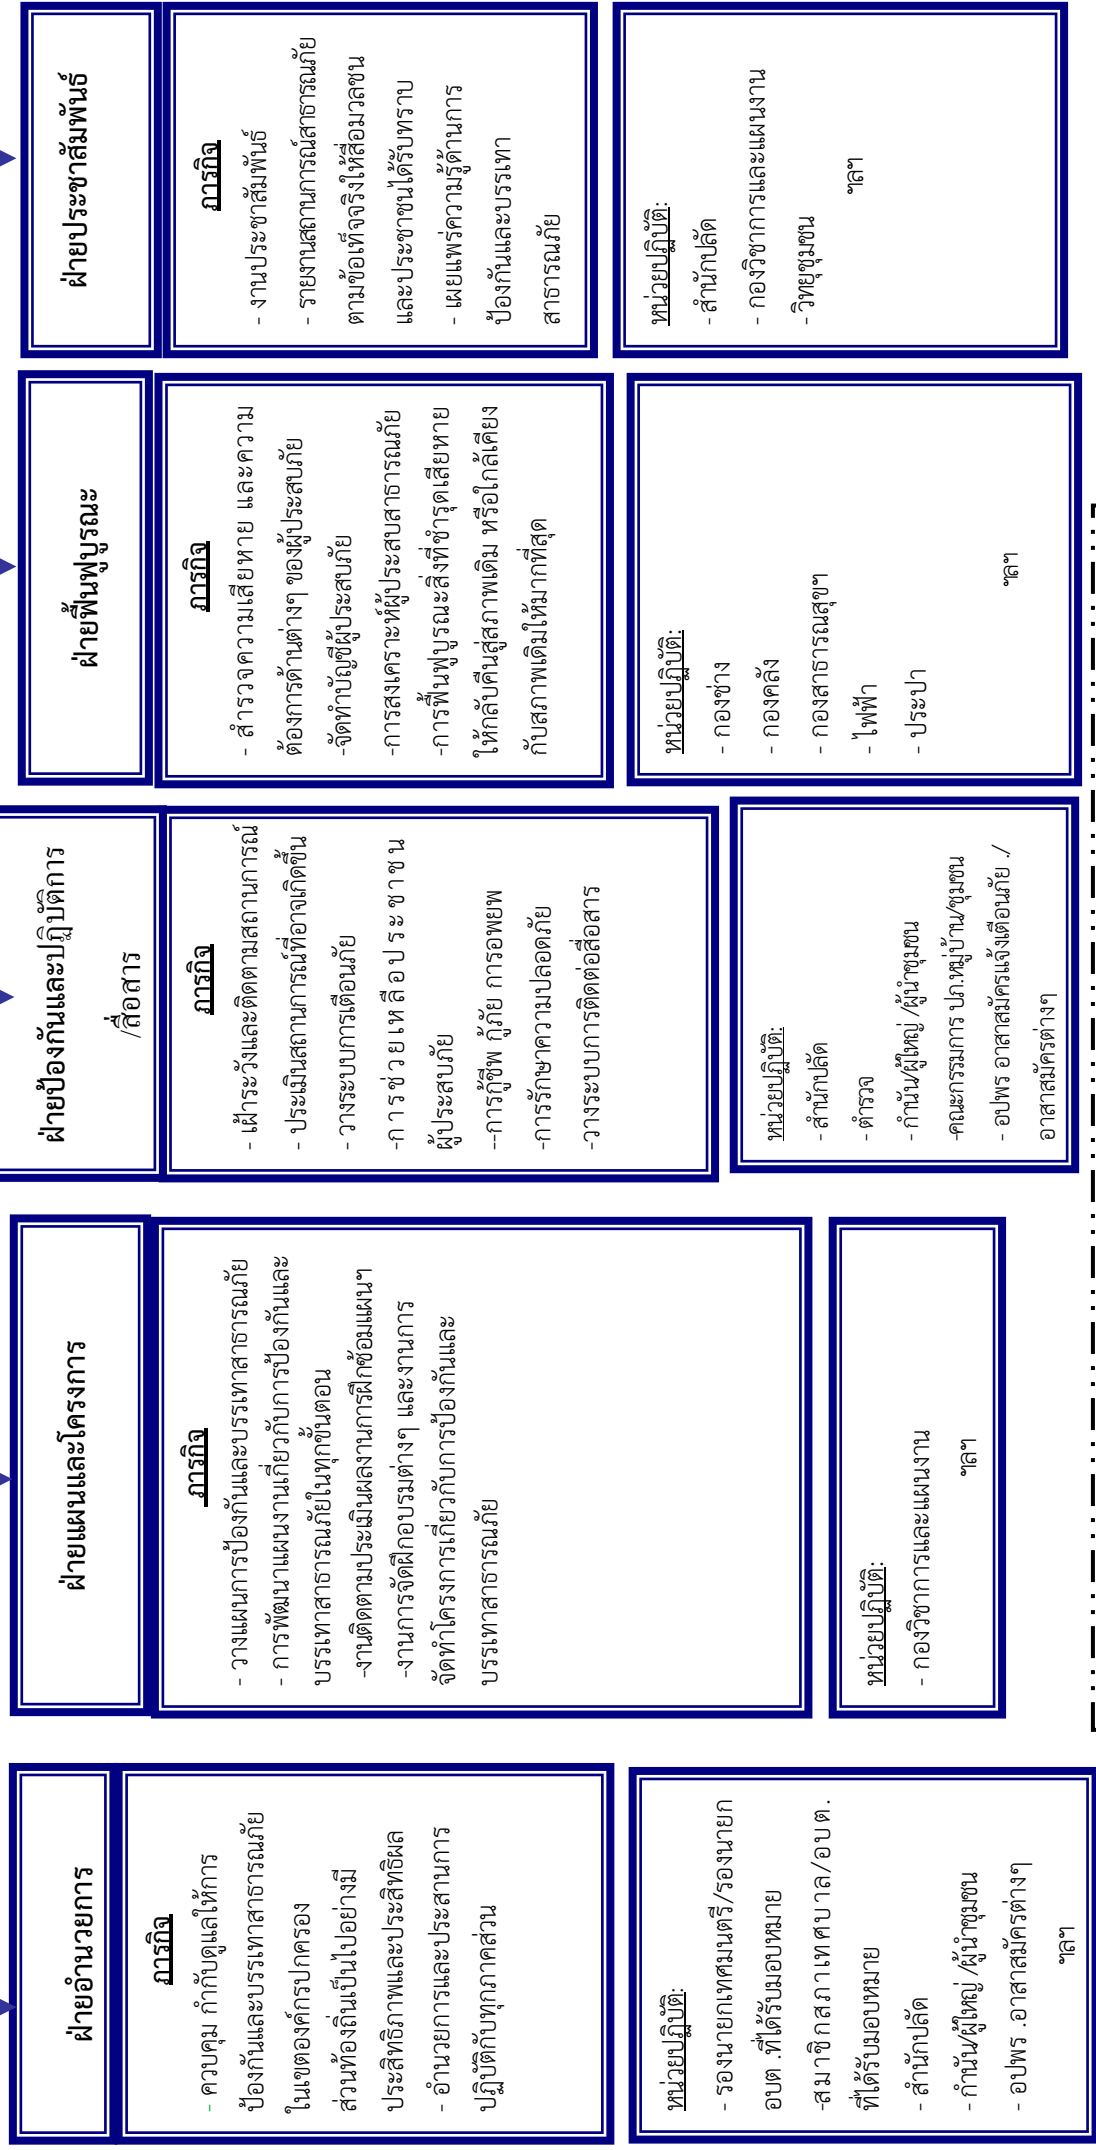 ฝ่ายอำนวยการ
ภารกิจ
- ควบคุม กำกับดูแลให้การ
ป้องกันและบรรเทาสาธารณภัย
ในเขตองค์กรปกครอง
ส่วนท้องถิ่นเป็นไปอย่างมี
ประสิทธิภาพและประสิทธิผล
- อำนวยการและประสานการ
ปฏิบัติกับทุกภาคส่วน
หน่วยปฏิบัติ:
- รองนายกเทศมนตรี/รองนายก
อบต .ที่ได้รับมอบหมาย
-สมาชิกสภาเทศบาล/อบต.
ที่ได้รับมอบหมาย
- สำนักปลัด
- กำนัน/ผู้ใหญ่ /ผู้นำชุมชน
- อปพร .อาสาสมัครต่างๆ
ฯลฯ
ฝ่ายแผนและโครงการ
ภารกิจ
- วางแผนการป้องกันและบรรเทาสาธารณภัย
- การพัฒนาแผนงานเกี่ยวกับการป้องกันและ
บรรเทาสาธารณภัยในทุกขั้นตอน
-งานติดตามประเมินผลงานการฝึกซ้อมแผนฯ
-งานการจัดฝึกอบรมต่างๆ และงานการ
จัดทำโครงการเกี่ยวกับการป้องกันและ
บรรเทาสาธารณภัย
หน่วยปฏิบัติ:
- กองวิชาการและแผนงาน
ฯลฯ
ฝ่ายป้องกันและปฏิบัติการ
/สื่อสาร
ภารกิจ
- เฝ้าระวังและติดตามสถานการณ์
- ประเมินสถานการณ์ที่อาจเกิดขึ้น
- วางระบบการเตือนภัย
-การช่วยเหลือประชาชน
ผู้ประสบภัย
--การกู้ชีพ กู้ภัย การอพยพ
-การรักษาความปลอดภัย
-วางระบบการติดต่อสื่อสาร
หน่วยปฏิบัติ:
- สำนักปลัด
- ตำรวจ
- กำนัน/ผู้ใหญ่ /ผู้นำชุมชน
-คณะกรรมการ ปภ.หมู่บ้าน/ชุมชน
- อปพร อาสาสมัครแจ้งเตือนภัย ./
อาสาสมัครต่างๆ
ฝ่ายฟื้นฟูบูรณะ
ภารกิจ
- สำรวจความเสียหาย และความ
ต้องการด้านต่างๆ ของผู้ประสบภัย
-จัดทำบัญชีผู้ประสบภัย
-การสงเคราะห์ผู้ประสบสาธารณภัย
-การฟื้นฟูบูรณะสิ่งที่ชำรุดเสียหาย
ให้กลับคืนสู่สภาพเดิม หรือใกล้เคียง
กับสภาพเดิมให้มากที่สุด
หน่วยปฏิบัติ:
- กองช่าง
- กองคลัง
- กองสาธารณสุขฯ
- ไฟฟ้า
- ประปา
ฯลฯ
ฝ่ายประชาสัมพันธ์
ภารกิจ
- งานประชาสัมพันธ์
- รายงานสถานการณ์สาธารณภัย
ตามข้อเท็จจริงให้สื่อมวลชน
และประชาชนได้รับทราบ
- เผยแพร่ความรู้ด้านการ
ป้องกันและบรรเทา
สาธารณภัย
หน่วยปฏิบัติ:
- สำนักปลัด
- กองวิชาการและแผนงาน
- วิทยุชุมชน
ฯลฯ